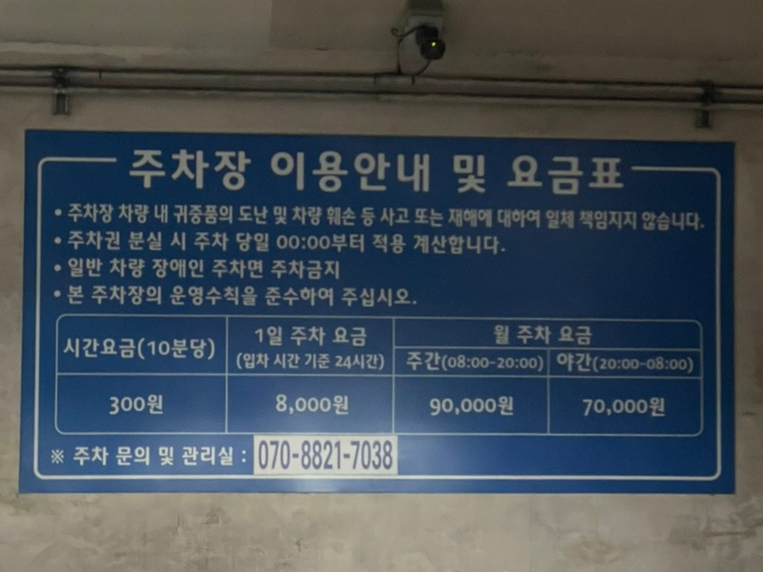 주차장 이용안내 및 요금표
• 주차장 차량 내 귀중품의 도난 및 차량 훼손 등 사고 또는 재해에 대하여 일체 책임지지 않습니다.
• 주차권 분실 시 주차 당일 00:00부터 적용 계산합니다.
• 일반 차량 장애인 주차면 주차금지
• 본 주차장의 운영수칙을 준수하여 주십시오.
시간요금(10분당) 1일 주차 요금 월 주차 요금
(입차 시간 기준 24시간) 주간(08:00-20:00) 야간(20:00-08:00)
300원 8,000원 90,000원 70,000원
※ 주차 문의 및 관리실 : 070-8821-7038